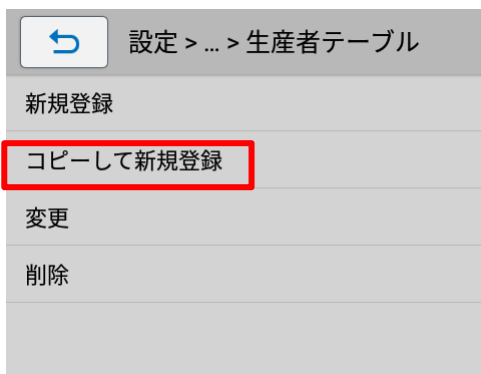 設定 > ... > 生産者テーブル
新規登録
コピーして新規登録
変更
削除